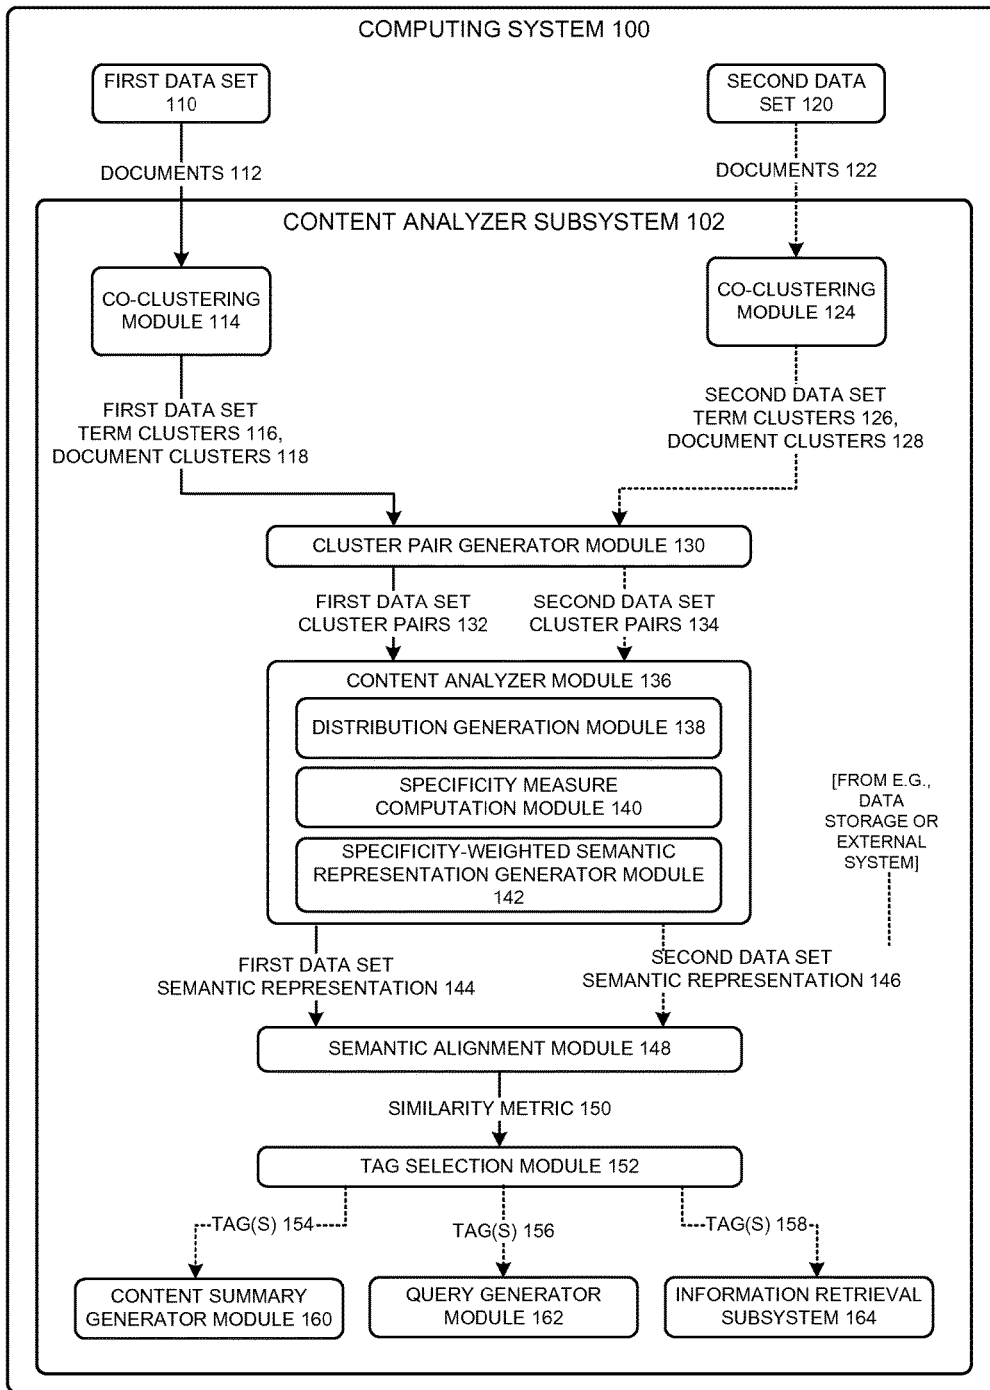 COMPUTING SYSTEM 100
FIRST DATA SET
110
SECOND DATA
SET 120
DOCUMENTS 112
DOCUMENTS 122
CONTENT ANALYZER SUBSYSTEM 102
CO-CLUSTERING
MODULE 114
CO-CLUSTERING
MODULE 124
FIRST DATA SET
TERM CLUSTERS 116,
DOCUMENT CLUSTERS 118
SECOND DATA SET
TERM CLUSTERS 126,
DOCUMENT CLUSTERS 128
CLUSTER PAIR GENERATOR MODULE 130
FIRST DATA SET
CLUSTER PAIRS 132
SECOND DATA SET
CLUSTER PAIRS 134
CONTENT ANALYZER MODULE 136
DISTRIBUTION GENERATION MODULE 138
SPECIFICITY MEASURE
COMPUTATION MODULE 140
SPECIFICITY-WEIGHTED SEMANTIC
REPRESENTATION GENERATOR MODULE
142
[FROM E.G.,
DATA
STORAGE OR
EXTERNAL
SYSTEM]
FIRST DATA SET
SEMANTIC REPRESENTATION 144
SECOND DATA SET
SEMANTIC REPRESENTATION 146
SEMANTIC ALIGNMENT MODULE 148
SIMILARITY METRIC 150
TAG SELECTION MODULE 152
TAG(S) 154
TAG(S) 156
TAG(S) 158
CONTENT SUMMARY
GENERATOR MODULE 160
QUERY GENERATOR
MODULE 162
INFORMATION RETRIEVAL
SUBSYSTEM 164